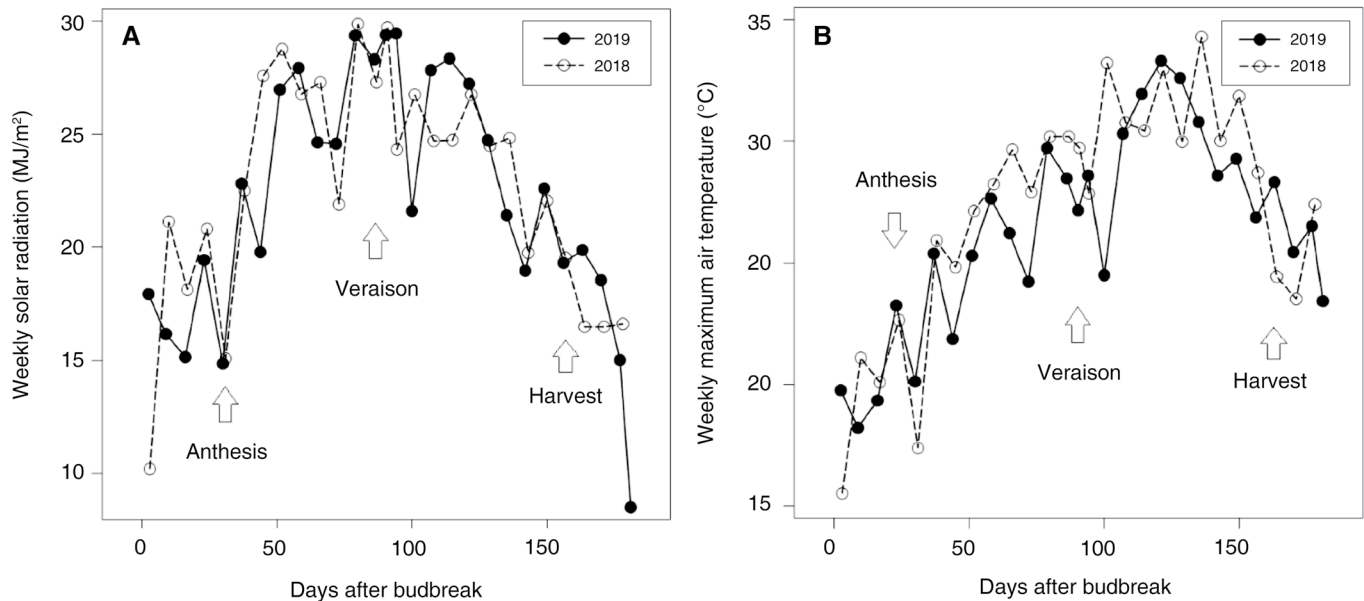 A
2019
2018
30
25
20
15
10
Weekly solar radiation (MJ/m²)
Anthesis
Veraison
Harvest
0
50
100
150
Days after budbreak
B
2019
2018
35
30
20
20
15
Weekly maximum air temperature (°C)
Anthesis
Veraison
Harvest
0
50
100
150
Days after budbreak